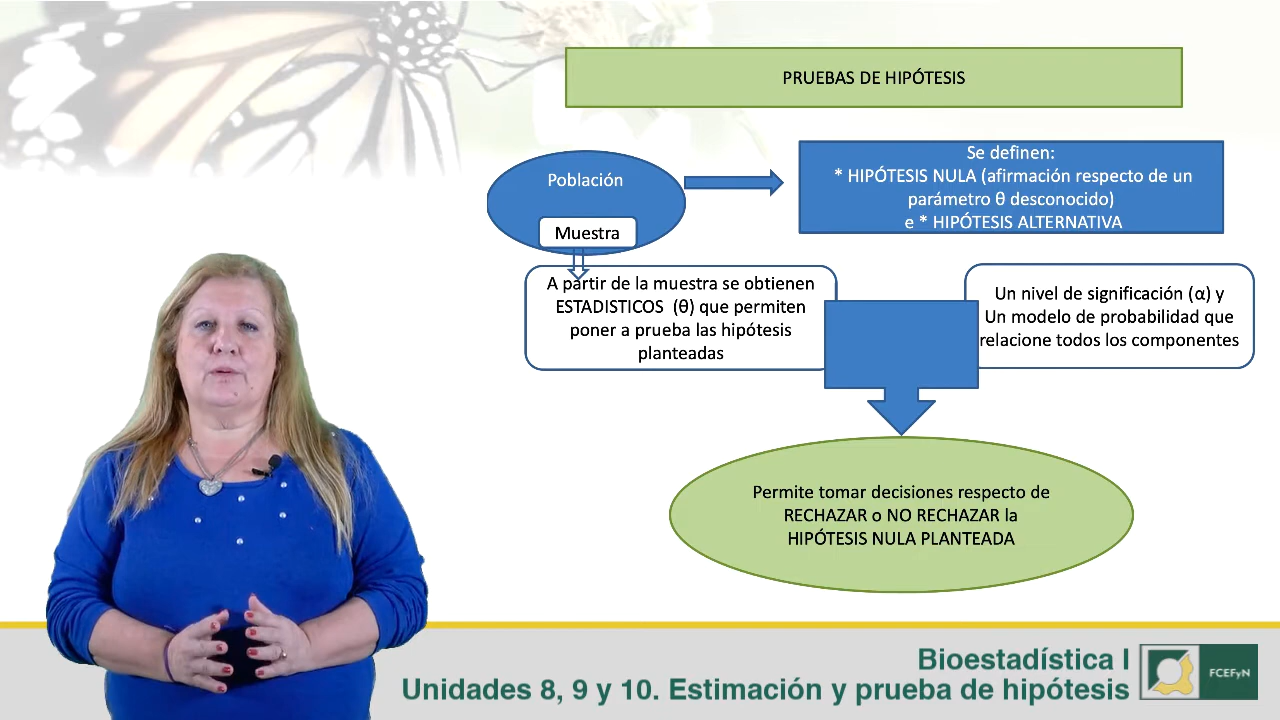 PRUEBAS DE HIPÓTESIS
Población
Muestra
Se definen:
* HIPÓTESIS NULA (afirmación respecto de un
parámetro θ desconocido)
e * HIPÓTESIS ALTERNATIVA
A partir de la muestra se obtienen
ESTADISTICOS (θ) que permiten
poner a prueba las hipótesis
planteadas
Un nivel de significación (α) y
Un modelo de probabilidad que
relacione todos los componentes
Permite tomar decisiones respecto de
RECHAZAR o NO RECHAZAR la
HIPÓTESIS NULA PLANTEADA
Bioestadística I
Unidades 8, 9 y 10. Estimación y prueba de hipótesis
FCEFyN